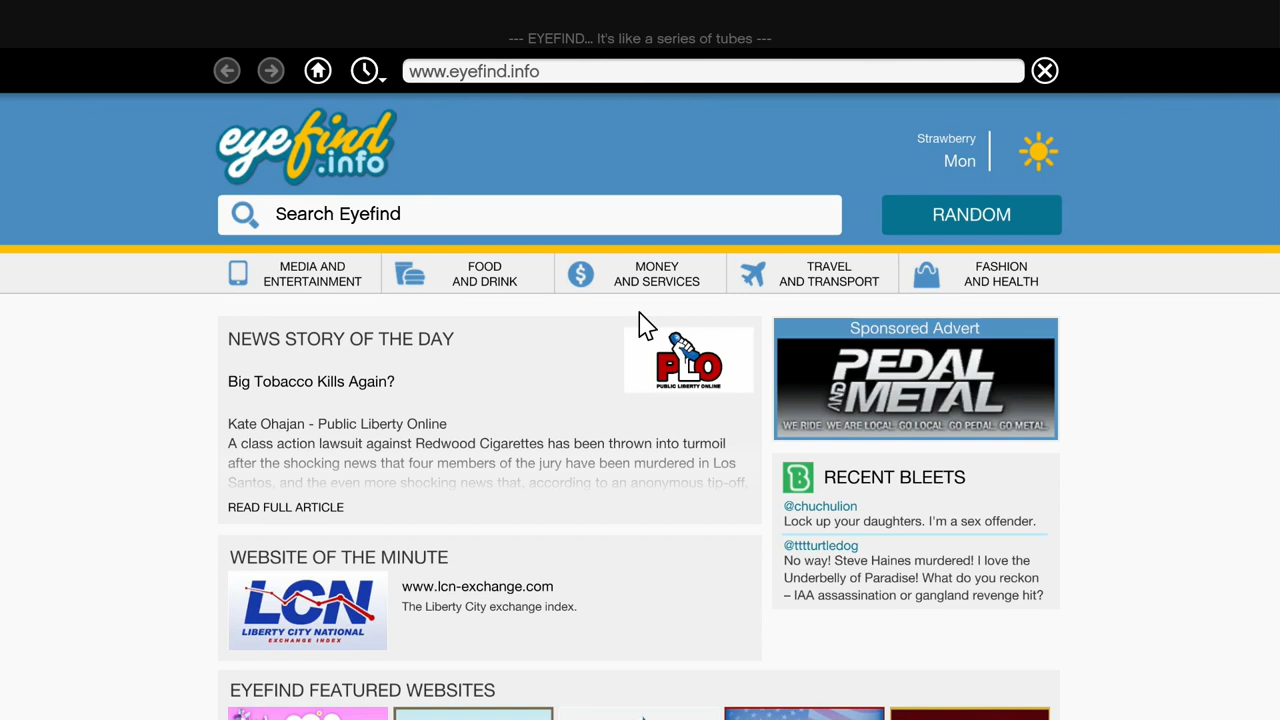 --- EYEFIND... It's like a series of tubes ---
www.eyefind.info
eyefind
.info
Strawberry
Mon
Search Eyefind
RANDOM
MEDIA AND
ENTERTAINMENT
FOOD
AND DRINK
MONEY
AND SERVICES
TRAVEL
AND TRANSPORT
FASHION
AND HEALTH
NEWS STORY OF THE DAY
PLO
PUBLIC LIBERTY ONLINE
Big Tobacco Kills Again?
Kate Ohajan - Public Liberty Online
A class action lawsuit against Redwood Cigarettes has been thrown into turmoil
after the shocking news that four members of the jury have been murdered in Los
Santos, and the even more shocking news that, according to an anonymous tip-off,
READ FULL ARTICLE
Sponsored Advert
PEDAL
AND METAL
WE RIDE. WE ARE LOCAL. GO LOCAL. GO PEDAL. GO METAL.
B RECENT BLEETS
@chuchulion
Lock up your daughters. I'm a sex offender.
@tttturtledog
No way! Steve Haines murdered! I love the
Underbelly of Paradise! What do you reckon
– IAA assassination or gangland revenge hit?
WEBSITE OF THE MINUTE
LCN
LIBERTY CITY NATIONAL
EXCHANGE INDEX
www.lcn-exchange.com
The Liberty City exchange index.
EYEFIND FEATURED WEBSITES